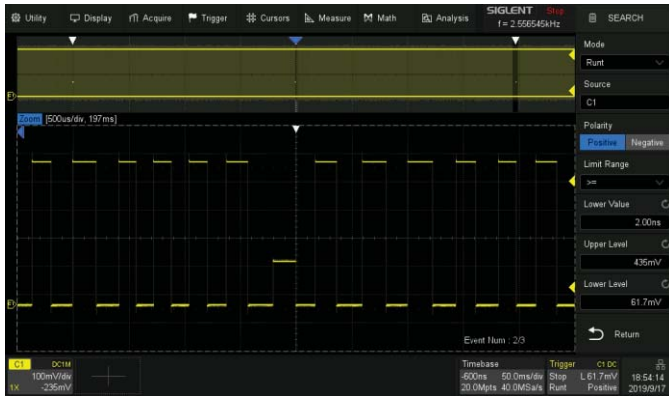 Utility Display Acquire Trigger Cursors Measure Math Analysis SIGLENT Stop
f = 2.556545kHz
SEARCH
Mode
Runt
Source
C1
Polarity
Positive Negative
Limit Range
>=
Lower Value
2.00ns
Upper Level
435mV
Lower Level
61.7mV
Return
Zoom [500us/div, 197ms]
Event Num : 2/3
C1 DC1M
100mV/div
1X -235mV
Timebase
-600ns 50.0ms/div
20.0Mpts 40.0MSa/s
Trigger C1 DC
Stop L 61.7mV
Runt Positive
18:54:14
2019/9/17